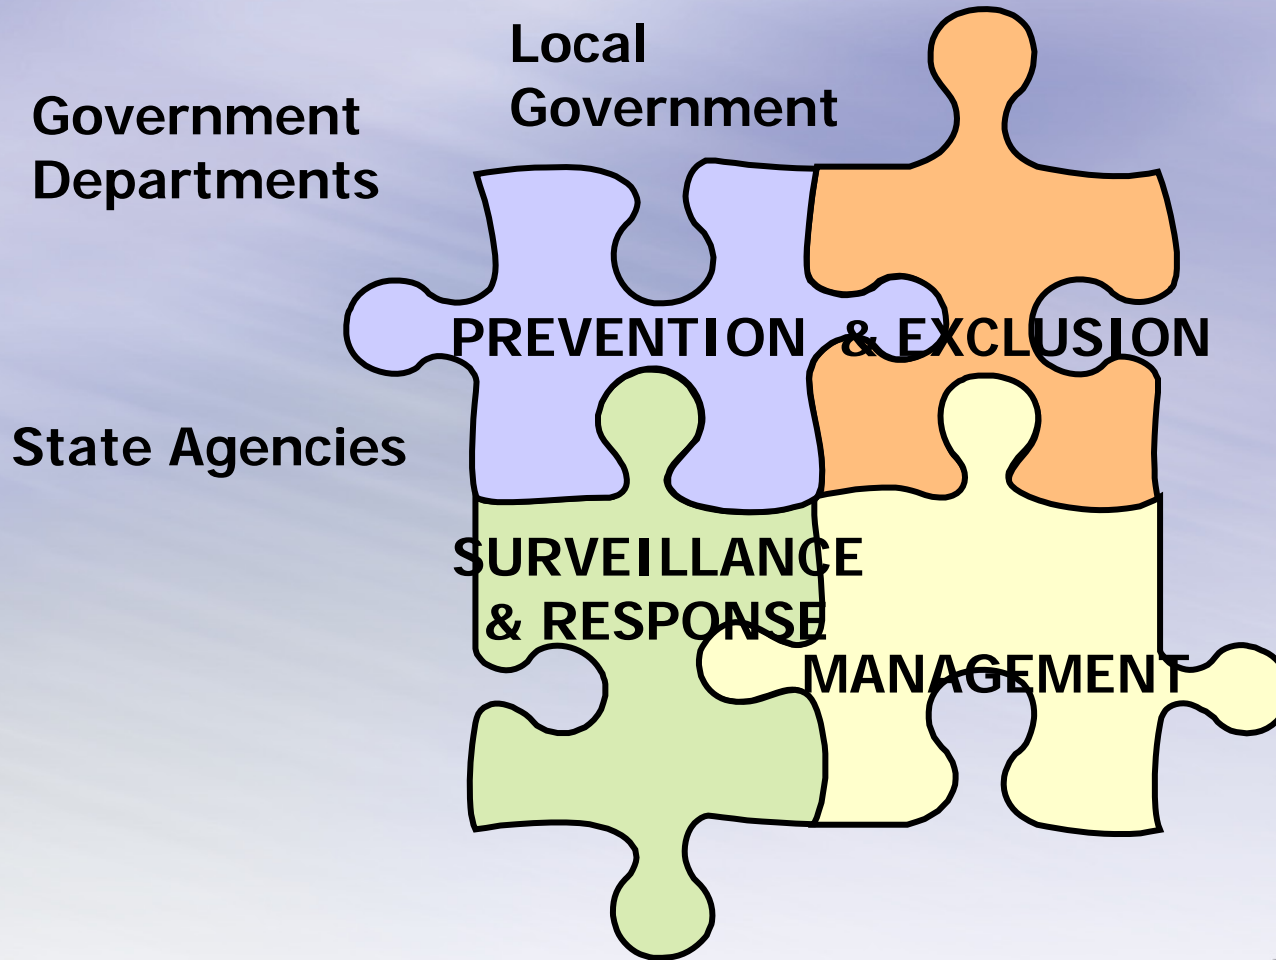 Local
Government
Government
Departments
PREVENTION & EXCLUSION
State Agencies
SURVEILLANCE
& RESPONSE
MANAGEMENT